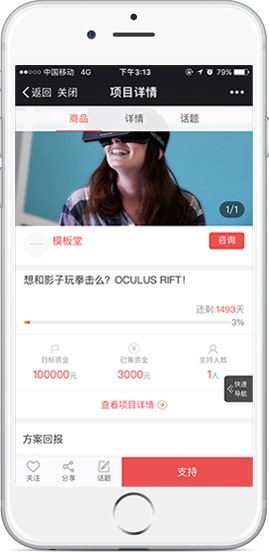 中国移动 4G 下午3:13 79%
返回 关闭 项目详情
商品 详情 话题
1/1
模板堂 咨询
想和影子玩拳击么？OCULUS RIFT！
还剩:1493天
3%
目标资金 已筹资金 支持人数
100000元 3000元 1人
快速
导航
查看项目详情
方案回报
关注 分享 话题 支持